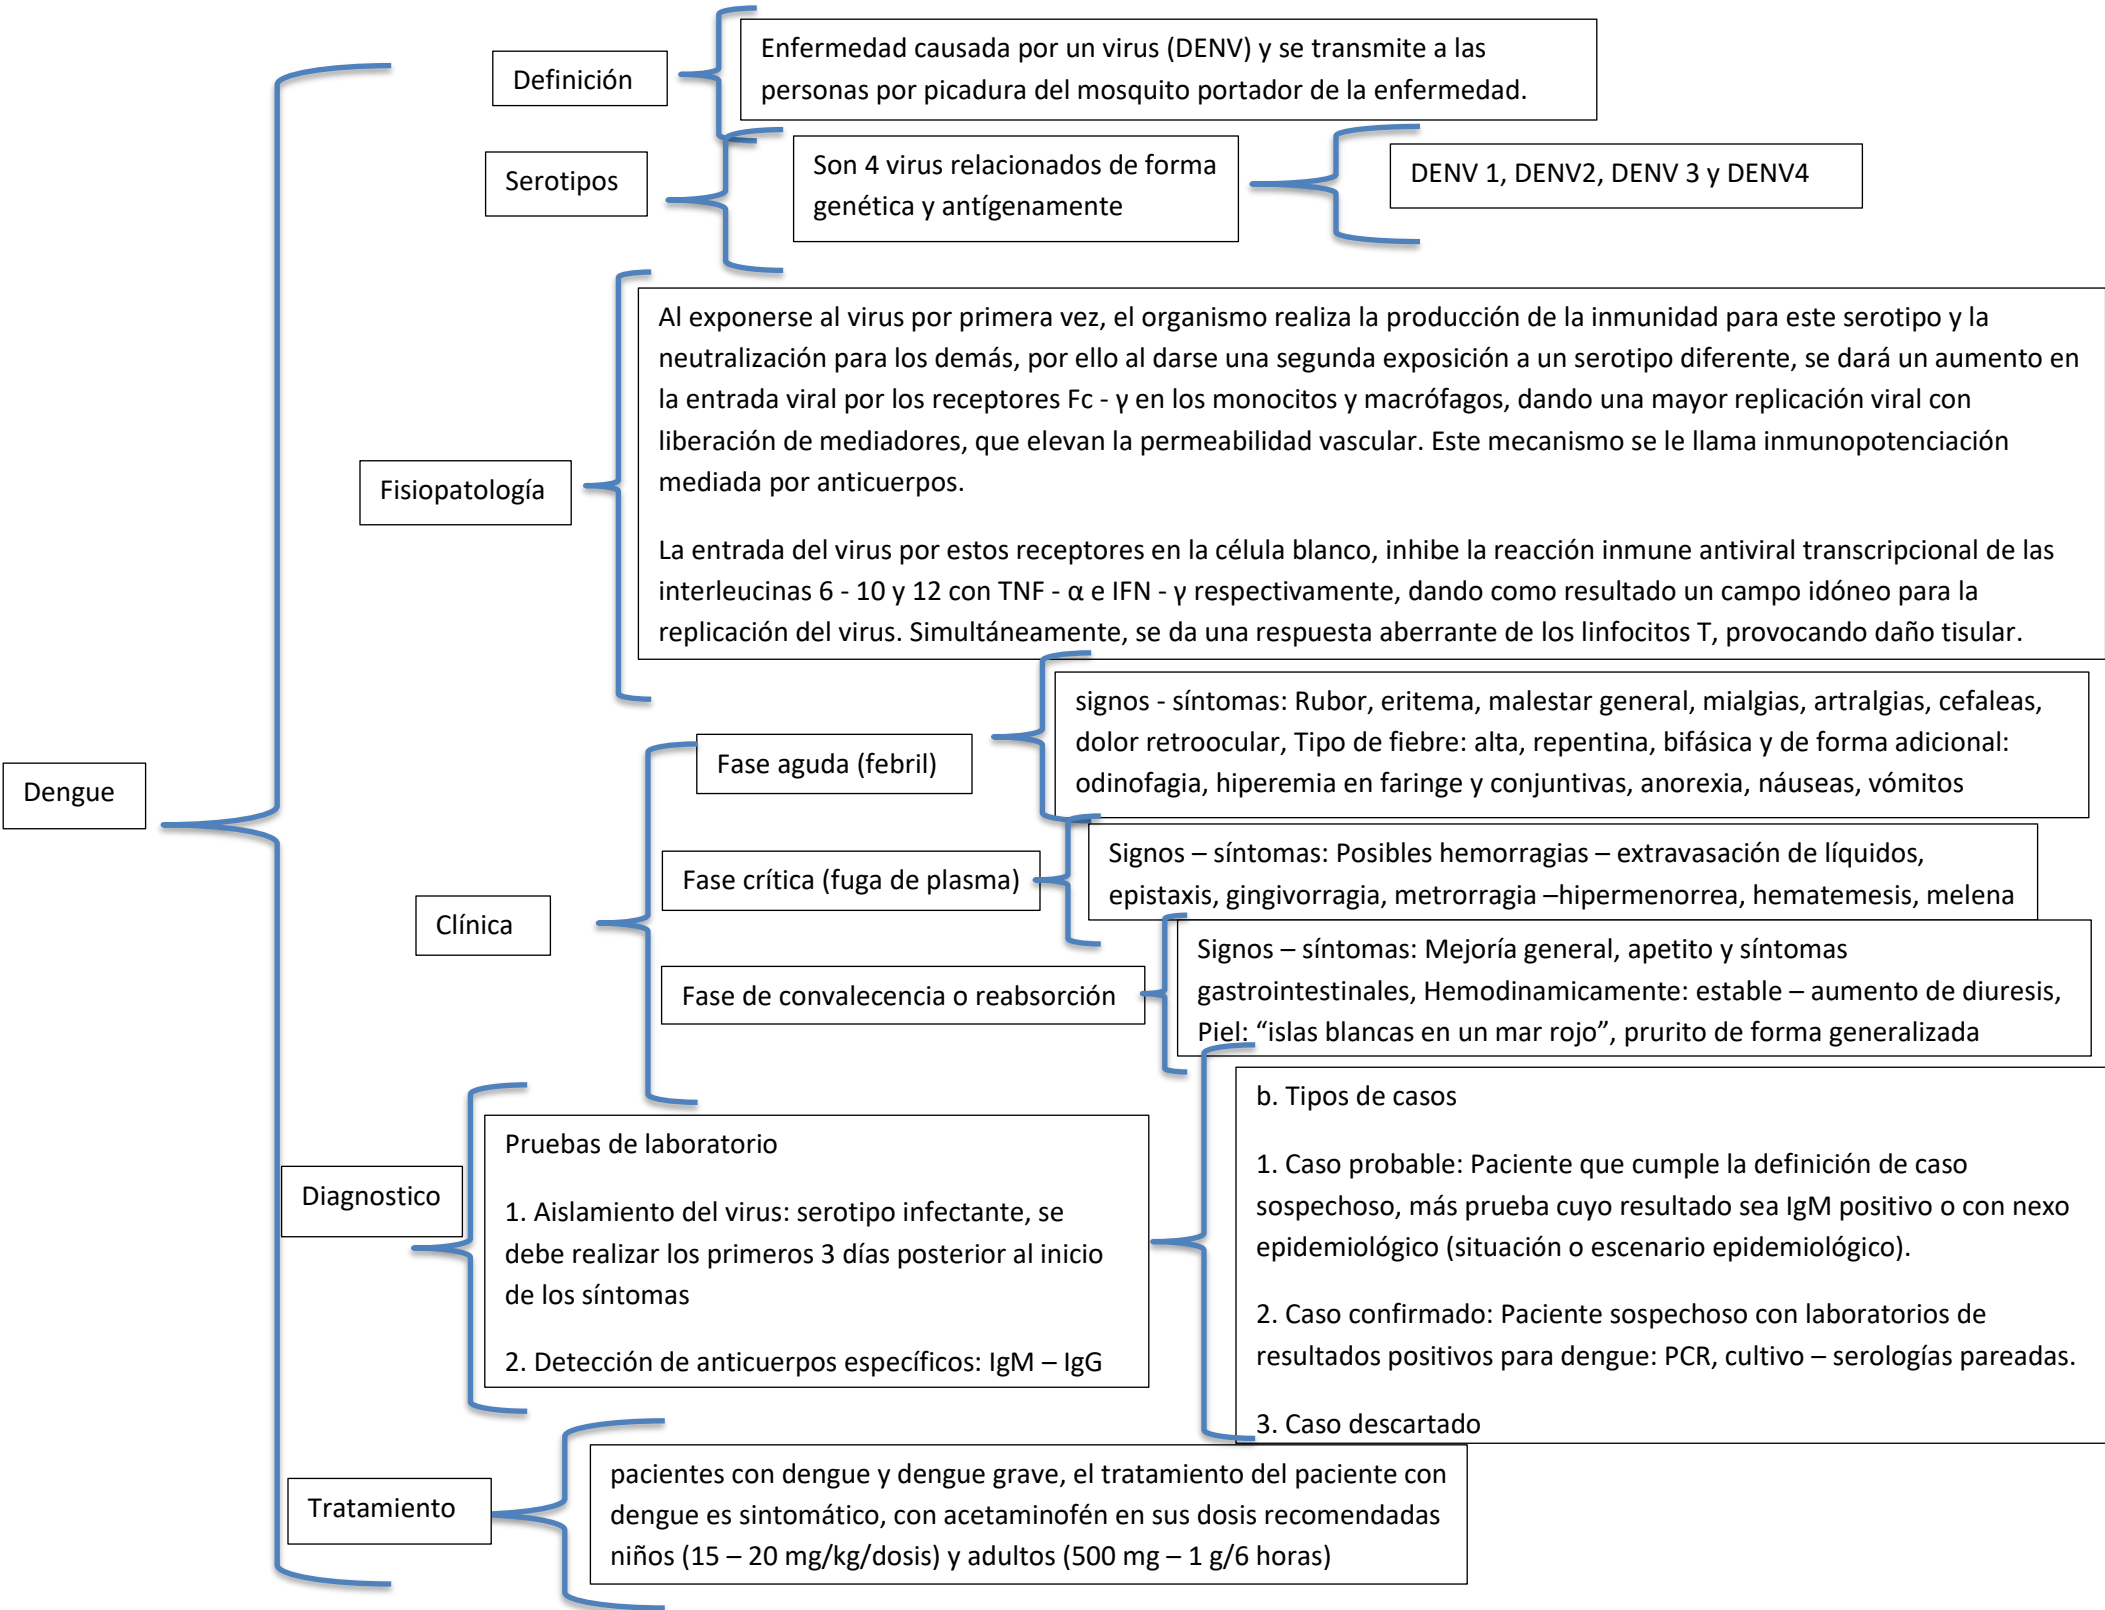 Dengue
Definición
Enfermedad causada por un virus (DENV) y se transmite a las
personas por picadura del mosquito portador de la enfermedad.
Serotipos
Son 4 virus relacionados de forma
genética y antígenamente
DENV 1, DENV2, DENV 3 y DENV4
Fisiopatología
Al exponerse al virus por primera vez, el organismo realiza la producción de la inmunidad para este serotipo y la
neutralización para los demás, por ello al darse una segunda exposición a un serotipo diferente, se dará un aumento en
la entrada viral por los receptores Fc - γ en los monocitos y macrófagos, dando una mayor replicación viral con
liberación de mediadores, que elevan la permeabilidad vascular. Este mecanismo se le llama inmunopotenciación
mediada por anticuerpos.
La entrada del virus por estos receptores en la célula blanco, inhibe la reacción inmune antiviral transcripcional de las
interleucinas 6 - 10 y 12 con TNF - α e IFN - γ respectivamente, dando como resultado un campo idóneo para la
replicación del virus. Simultáneamente, se da una respuesta aberrante de los linfocitos T, provocando daño tisular.
Clínica
Fase aguda (febril)
signos - síntomas: Rubor, eritema, malestar general, mialgias, artralgias, cefaleas,
dolor retroocular, Tipo de fiebre: alta, repentina, bifásica y de forma adicional:
odinofagia, hiperemia en faringe y conjuntivas, anorexia, náuseas, vómitos
Fase crítica (fuga de plasma)
Signos – síntomas: Posibles hemorragias – extravasación de líquidos,
epistaxis, gingivorragia, metrorragia –hipermenorrea, hematemesis, melena
Fase de convalecencia o reabsorción
Signos – síntomas: Mejoría general, apetito y síntomas
gastrointestinales, Hemodinamicamente: estable – aumento de diuresis,
Piel: “islas blancas en un mar rojo”, prurito de forma generalizada
Diagnostico
Pruebas de laboratorio
1. Aislamiento del virus: serotipo infectante, se
debe realizar los primeros 3 días posterior al inicio
de los síntomas
2. Detección de anticuerpos específicos: IgM – IgG
b. Tipos de casos
1. Caso probable: Paciente que cumple la definición de caso
sospechoso, más prueba cuyo resultado sea IgM positivo o con nexo
epidemiológico (situación o escenario epidemiológico).
2. Caso confirmado: Paciente sospechoso con laboratorios de
resultados positivos para dengue: PCR, cultivo – serologías pareadas.
3. Caso descartado
Tratamiento
pacientes con dengue y dengue grave, el tratamiento del paciente con
dengue es sintomático, con acetaminofén en sus dosis recomendadas
niños (15 – 20 mg/kg/dosis) y adultos (500 mg – 1 g/6 horas)